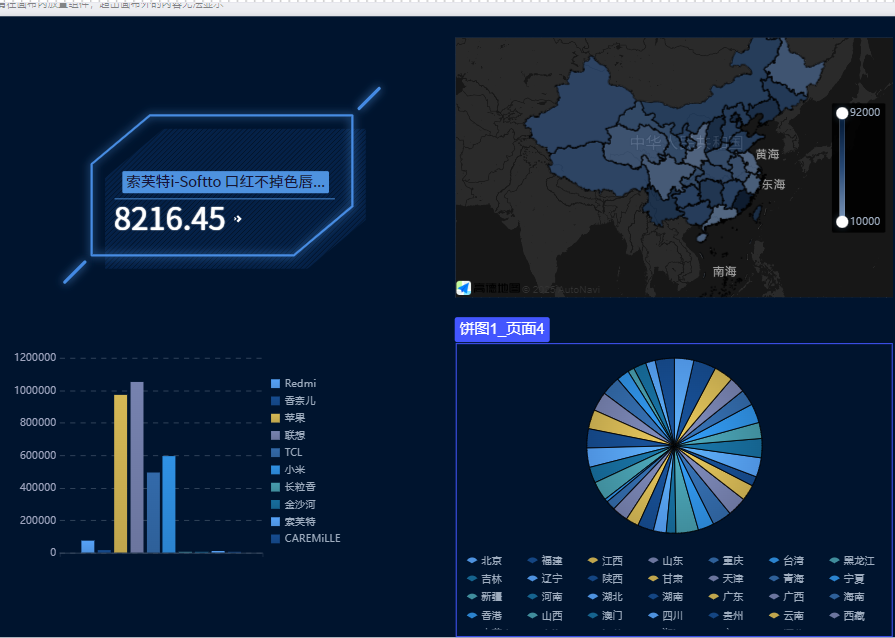 请在画布内放置组件，超出画布外的内容无法显示
索芙特i-Softto 口红不掉色唇...
8216.45
中华人民共和国
黄海
东海
南海
92000
10000
高德地图 © 2025 AutoNavi
饼图1_页面4
1200000
1000000
800000
600000
400000
200000
0
Redmi
香奈儿
苹果
联想
TCL
小米
长粒香
金沙河
索芙特
CAREMiLLE
北京 福建 江西 山东 重庆 台湾 黑龙江
吉林 辽宁 陕西 甘肃 天津 青海 宁夏
新疆 河南 湖北 湖南 广东 广西 海南
香港 山西 澳门 四川 贵州 云南 西藏